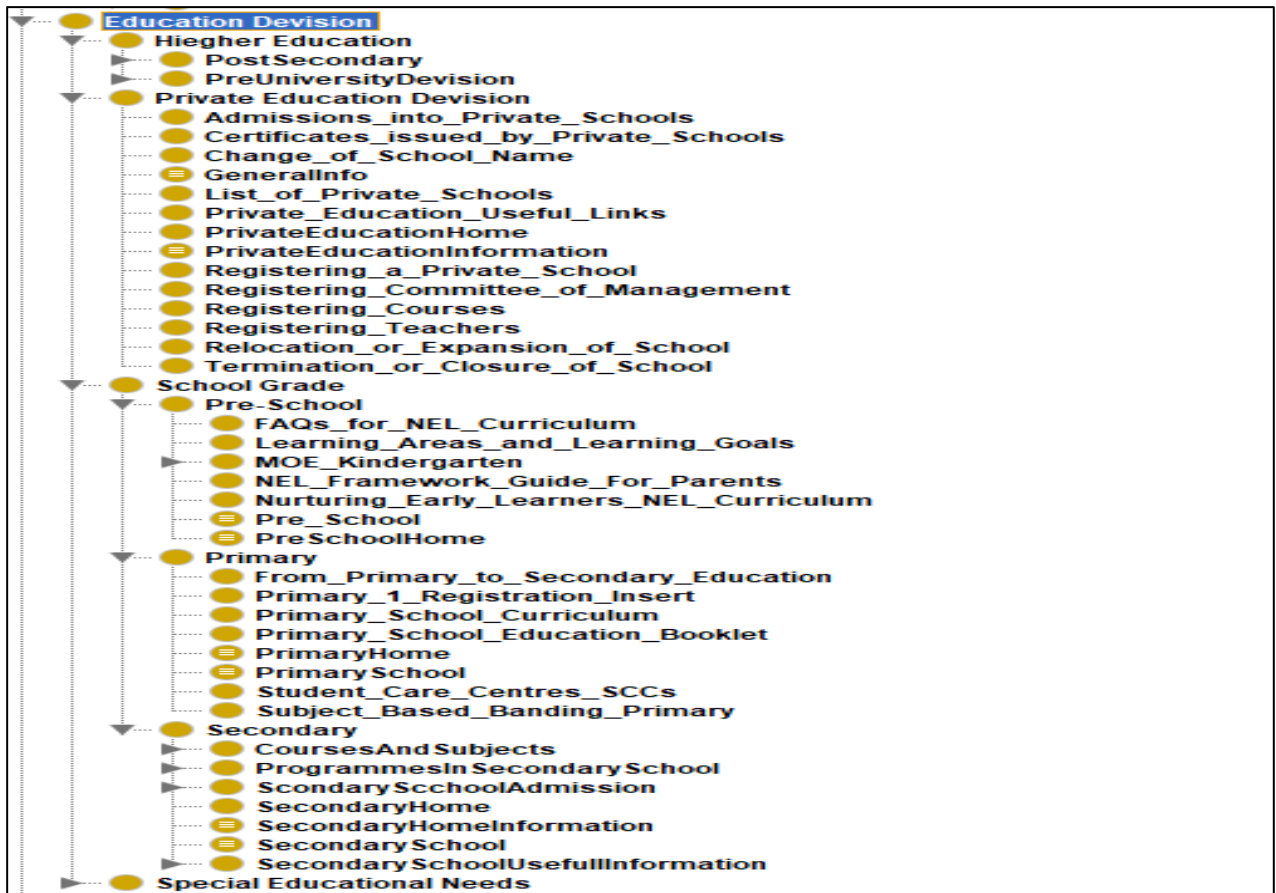 Education Devision
Hiegher Education
PostSecondary
PreUniversityDevision
Private Education Devision
Admissions_into_Private_Schools
Certificates_issued_by_Private_Schools
Change_of_School_Name
GeneralInfo
List_of_Private_Schools
Private_Education_Useful_Links
PrivateEducationHome
PrivateEducationInformation
Registering_a_Private_School
Registering_Committee_of_Management
Registering_Courses
Registering_Teachers
Relocation_or_Expansion_of_School
Termination_or_Closure_of_School
School Grade
Pre-School
FAQs_for_NEL_Curriculum
Learning_Areas_and_Learning_Goals
MOE_Kindergarten
NEL_Framework_Guide_For_Parents
Nurturing_Early_Learners_NEL_Curriculum
Pre_School
PreSchoolHome
Primary
From_Primary_to_Secondary_Education
Primary_1_Registration_Insert
Primary_School_Curriculum
Primary_School_Education_Booklet
PrimaryHome
PrimarySchool
Student_Care_Centres_SCCs
Subject_Based_Banding_Primary
Secondary
CoursesAndSubjects
ProgrammesInSecondarySchool
ScondaryScchoolAdmission
SecondaryHome
SecondaryHomeInformation
SecondarySchool
SecondarySchoolUsefullInformation
Special Educational Needs